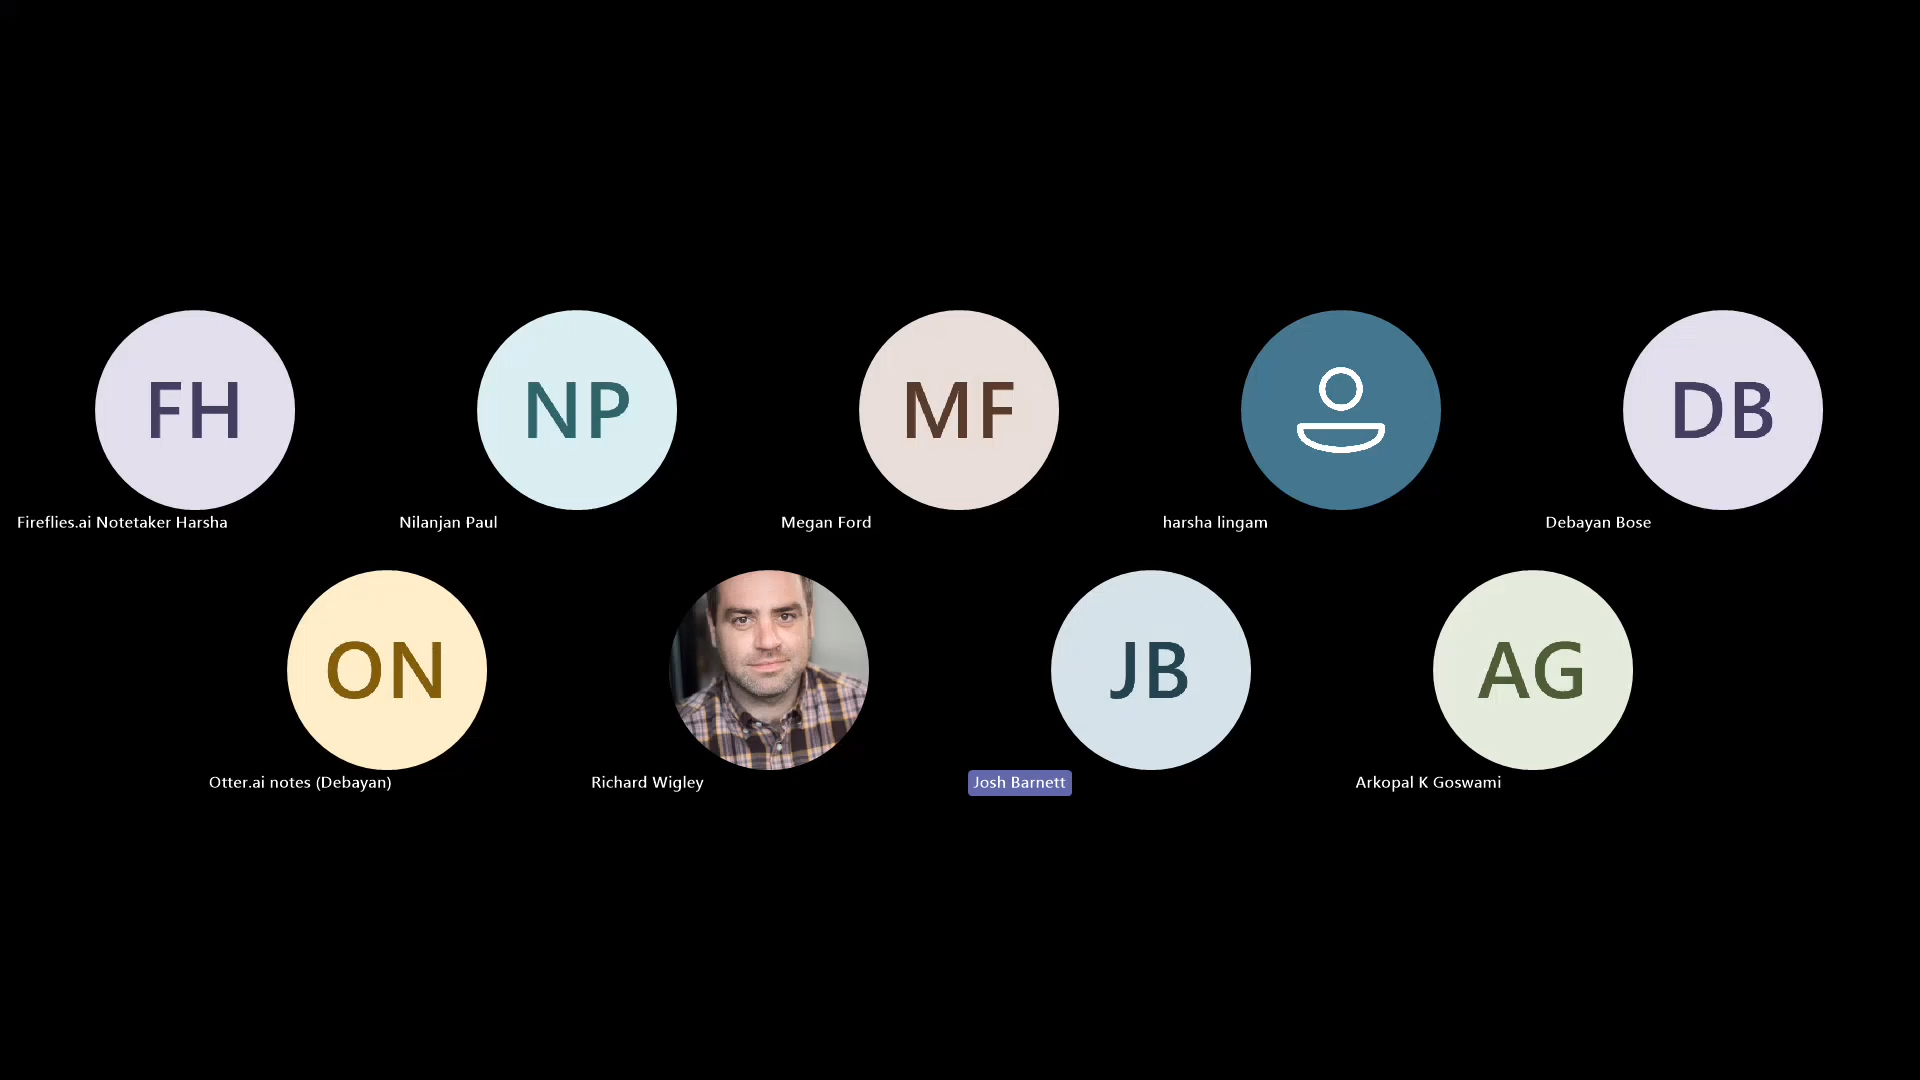 FH
NP
MF
DB
Fireflies.ai Notetaker Harsha
Nilanjan Paul
Megan Ford
harsha lingam
Debayan Bose
ON
JB
AG
Otter.ai notes (Debayan)
Richard Wigley
Josh Barnett
Arkopal K Goswami